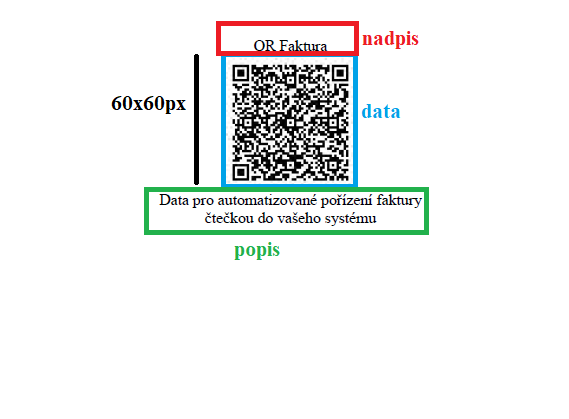 QR Faktura
nadpis
60x60px
data
Data pro automatizované pořízení faktury
čtečkou do vašeho systému
popis